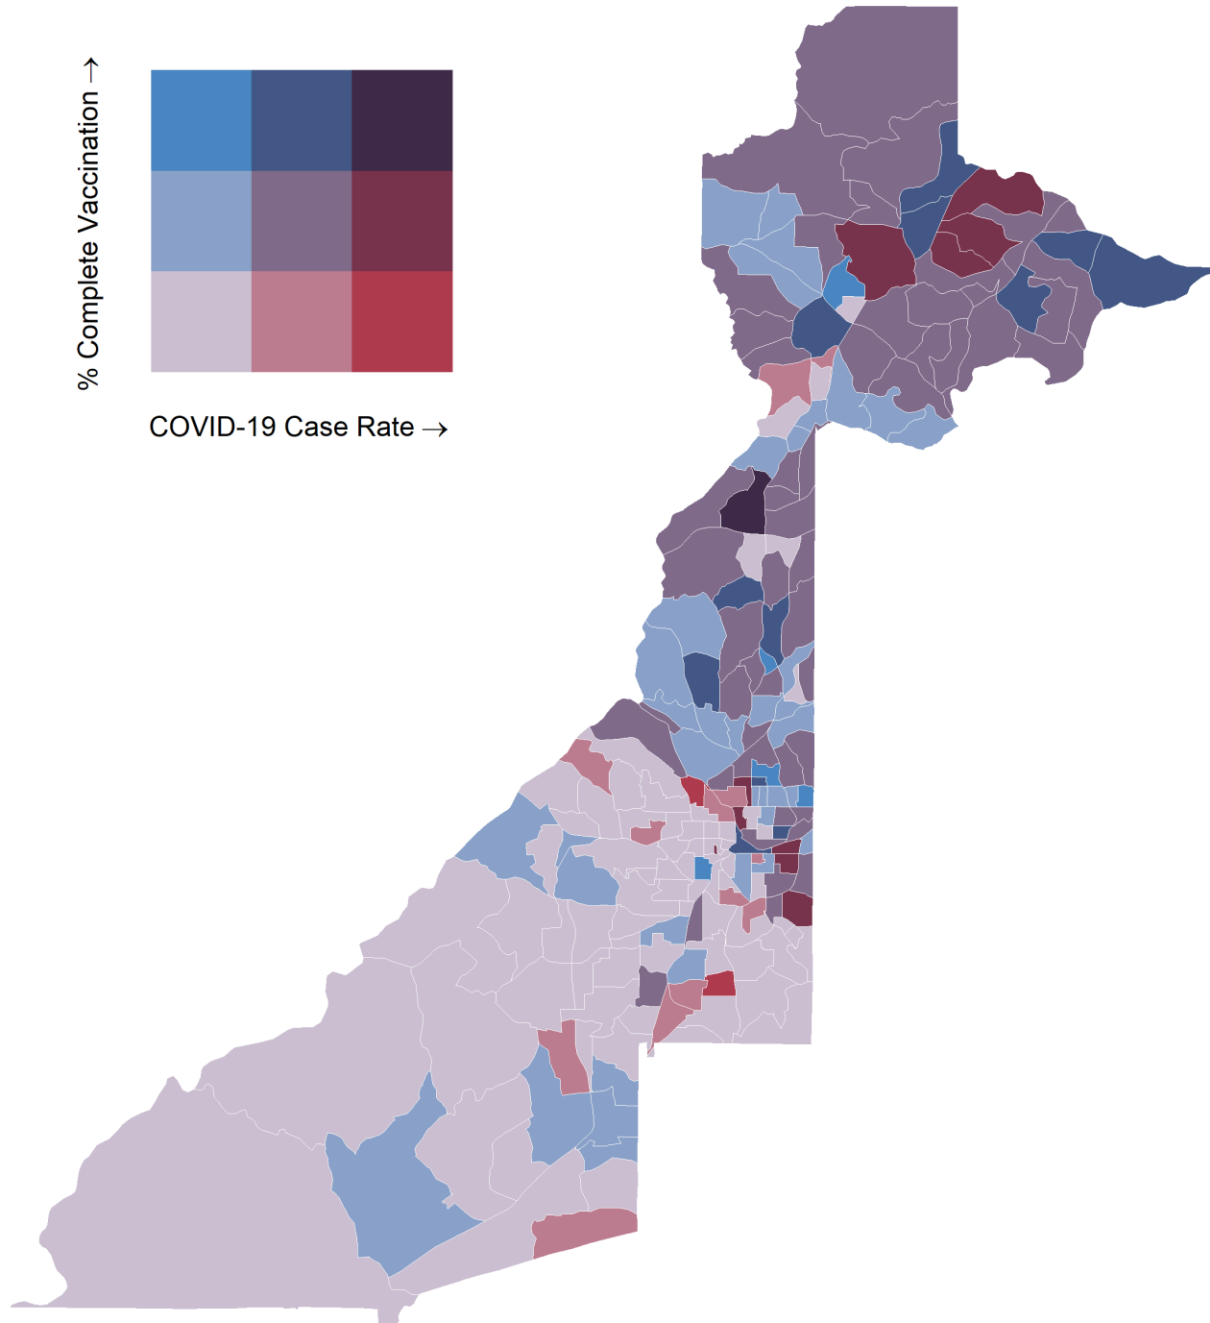 % Complete Vaccination →
COVID-19 Case Rate →